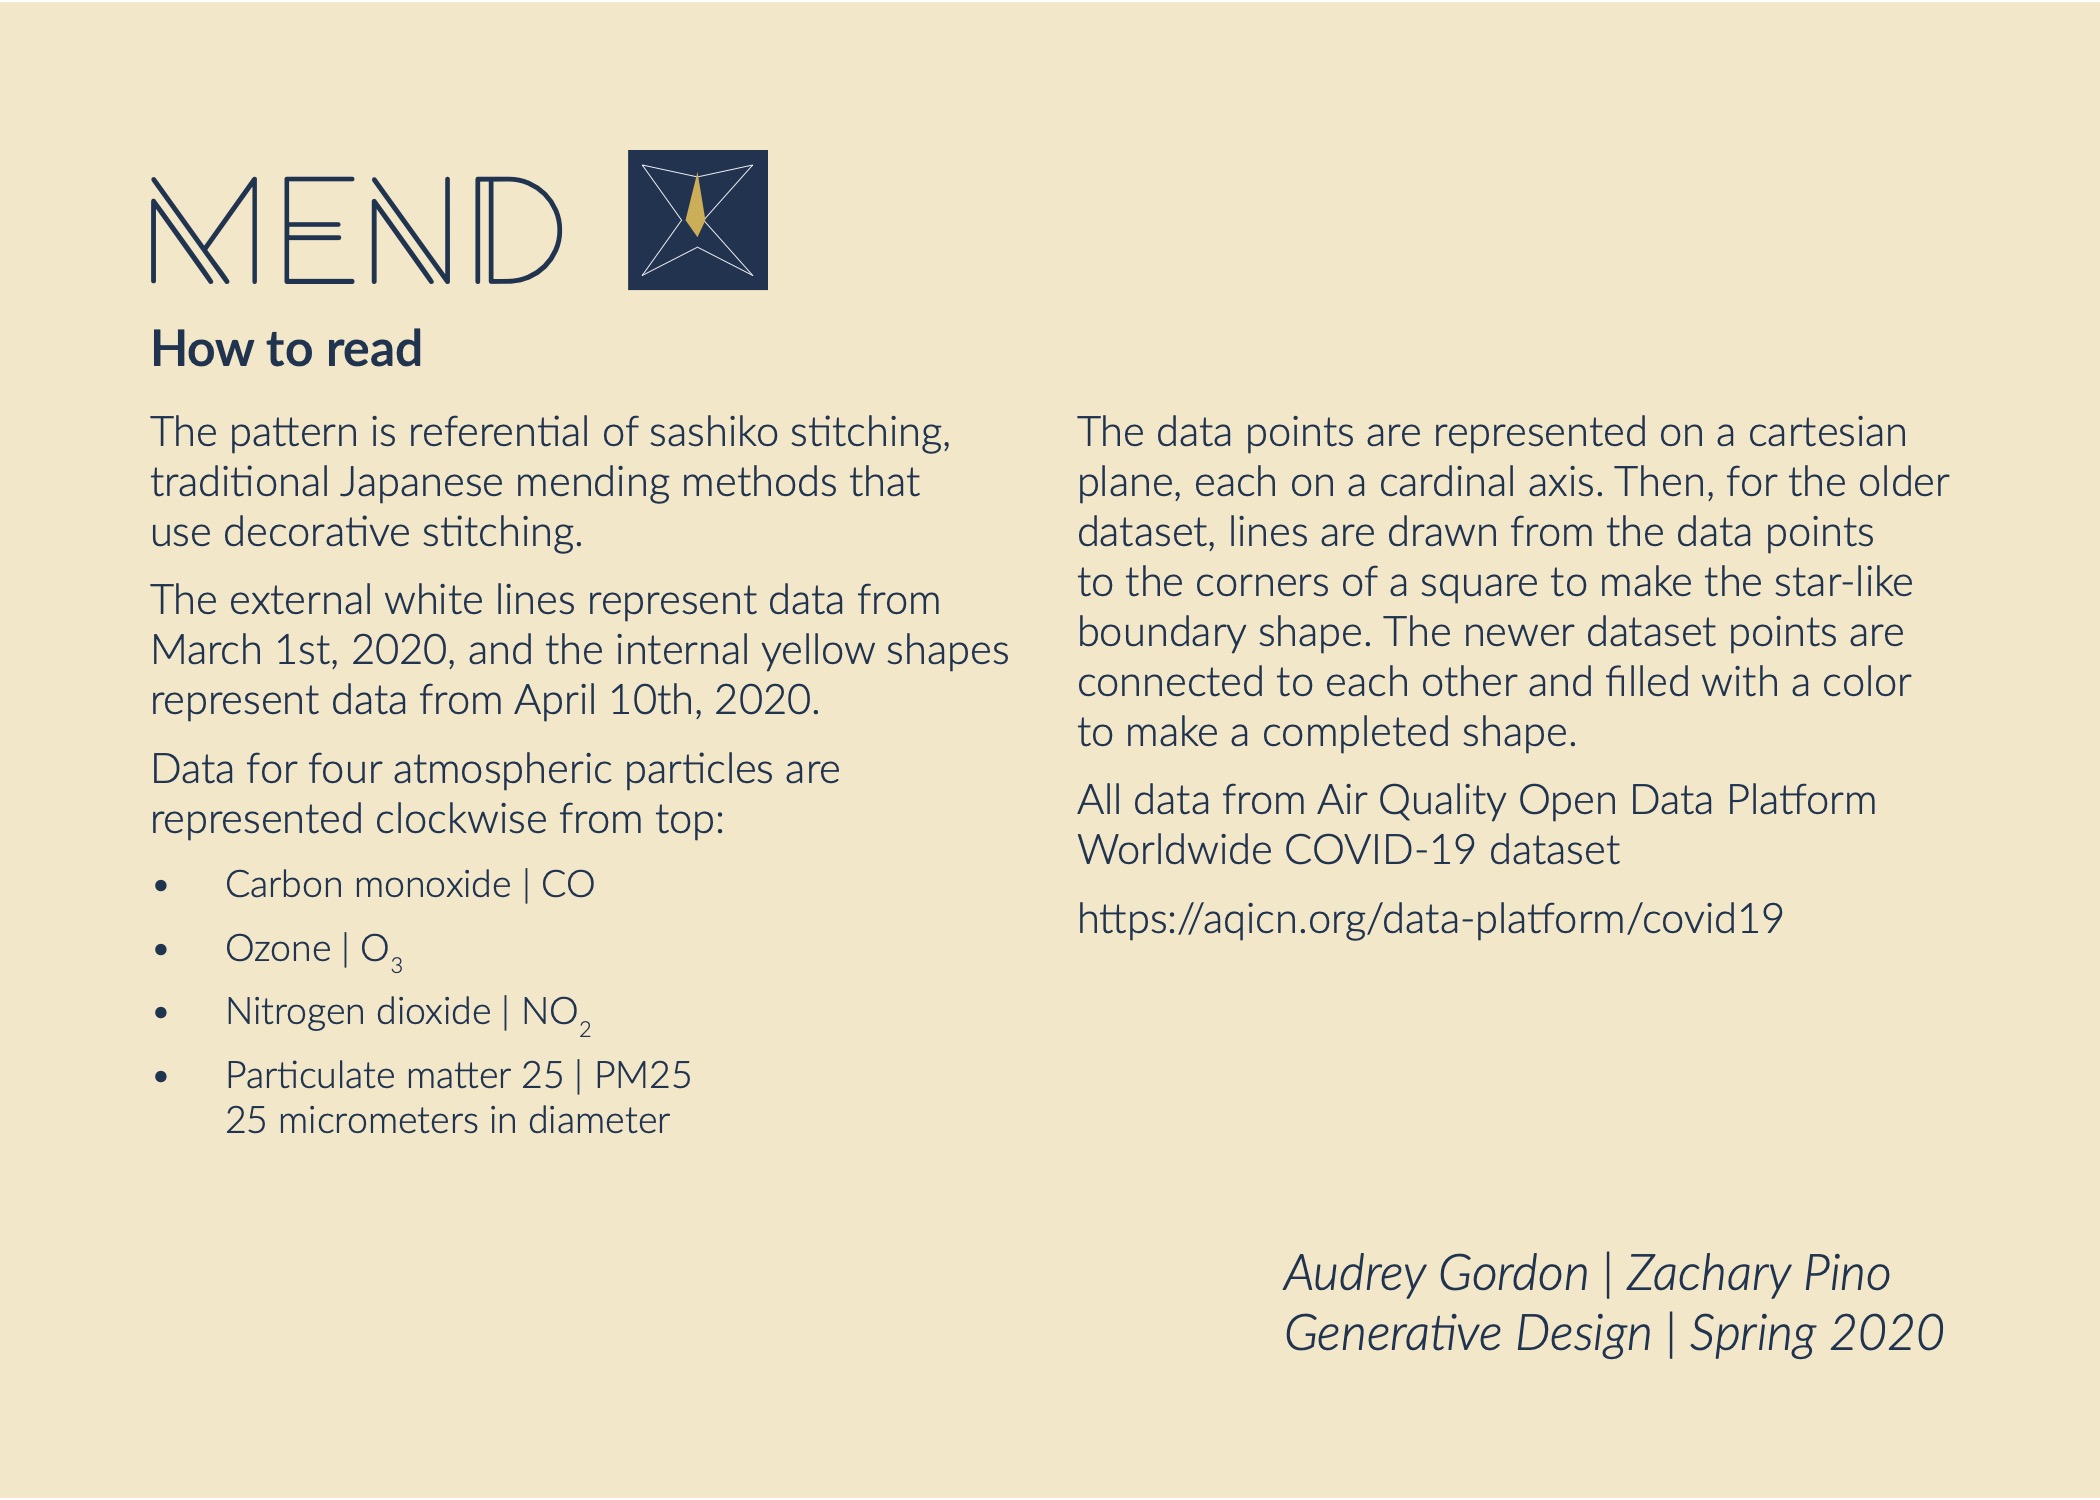 MEND
How to read
The pattern is referential of sashiko stitching,
traditional Japanese mending methods that
use decorative stitching.
The external white lines represent data from
March 1st, 2020, and the internal yellow shapes
represent data from April 10th, 2020.
Data for four atmospheric particles are
represented clockwise from top:
• Carbon monoxide | CO
• Ozone | O₃
• Nitrogen dioxide | NO₂
• Particulate matter 25 | PM25
25 micrometers in diameter
The data points are represented on a cartesian
plane, each on a cardinal axis. Then, for the older
dataset, lines are drawn from the data points
to the corners of a square to make the star-like
boundary shape. The newer dataset points are
connected to each other and filled with a color
to make a completed shape.
All data from Air Quality Open Data Platform
Worldwide COVID-19 dataset
https://aqicn.org/data-platform/covid19
Audrey Gordon | Zachary Pino
Generative Design | Spring 2020